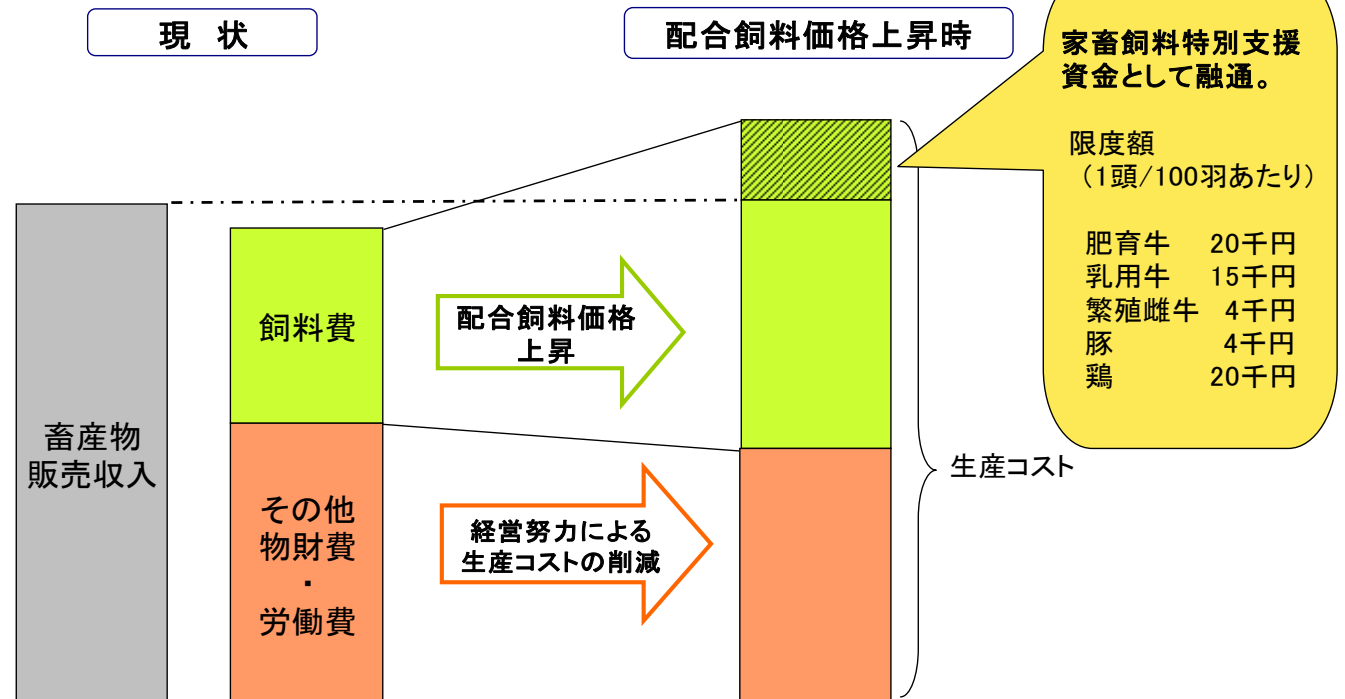 現 状
配合飼料価格上昇時
家畜飼料特別支援
資金として融通。
限度額
（1頭/100羽あたり）
肥育牛 20千円
乳用牛 15千円
繁殖雌牛 4千円
豚 4千円
鶏 20千円
畜産物
販売収入
飼料費
その他
物財費
・
労働費
配合飼料価格
上昇
経営努力による
生産コストの削減
生産コスト